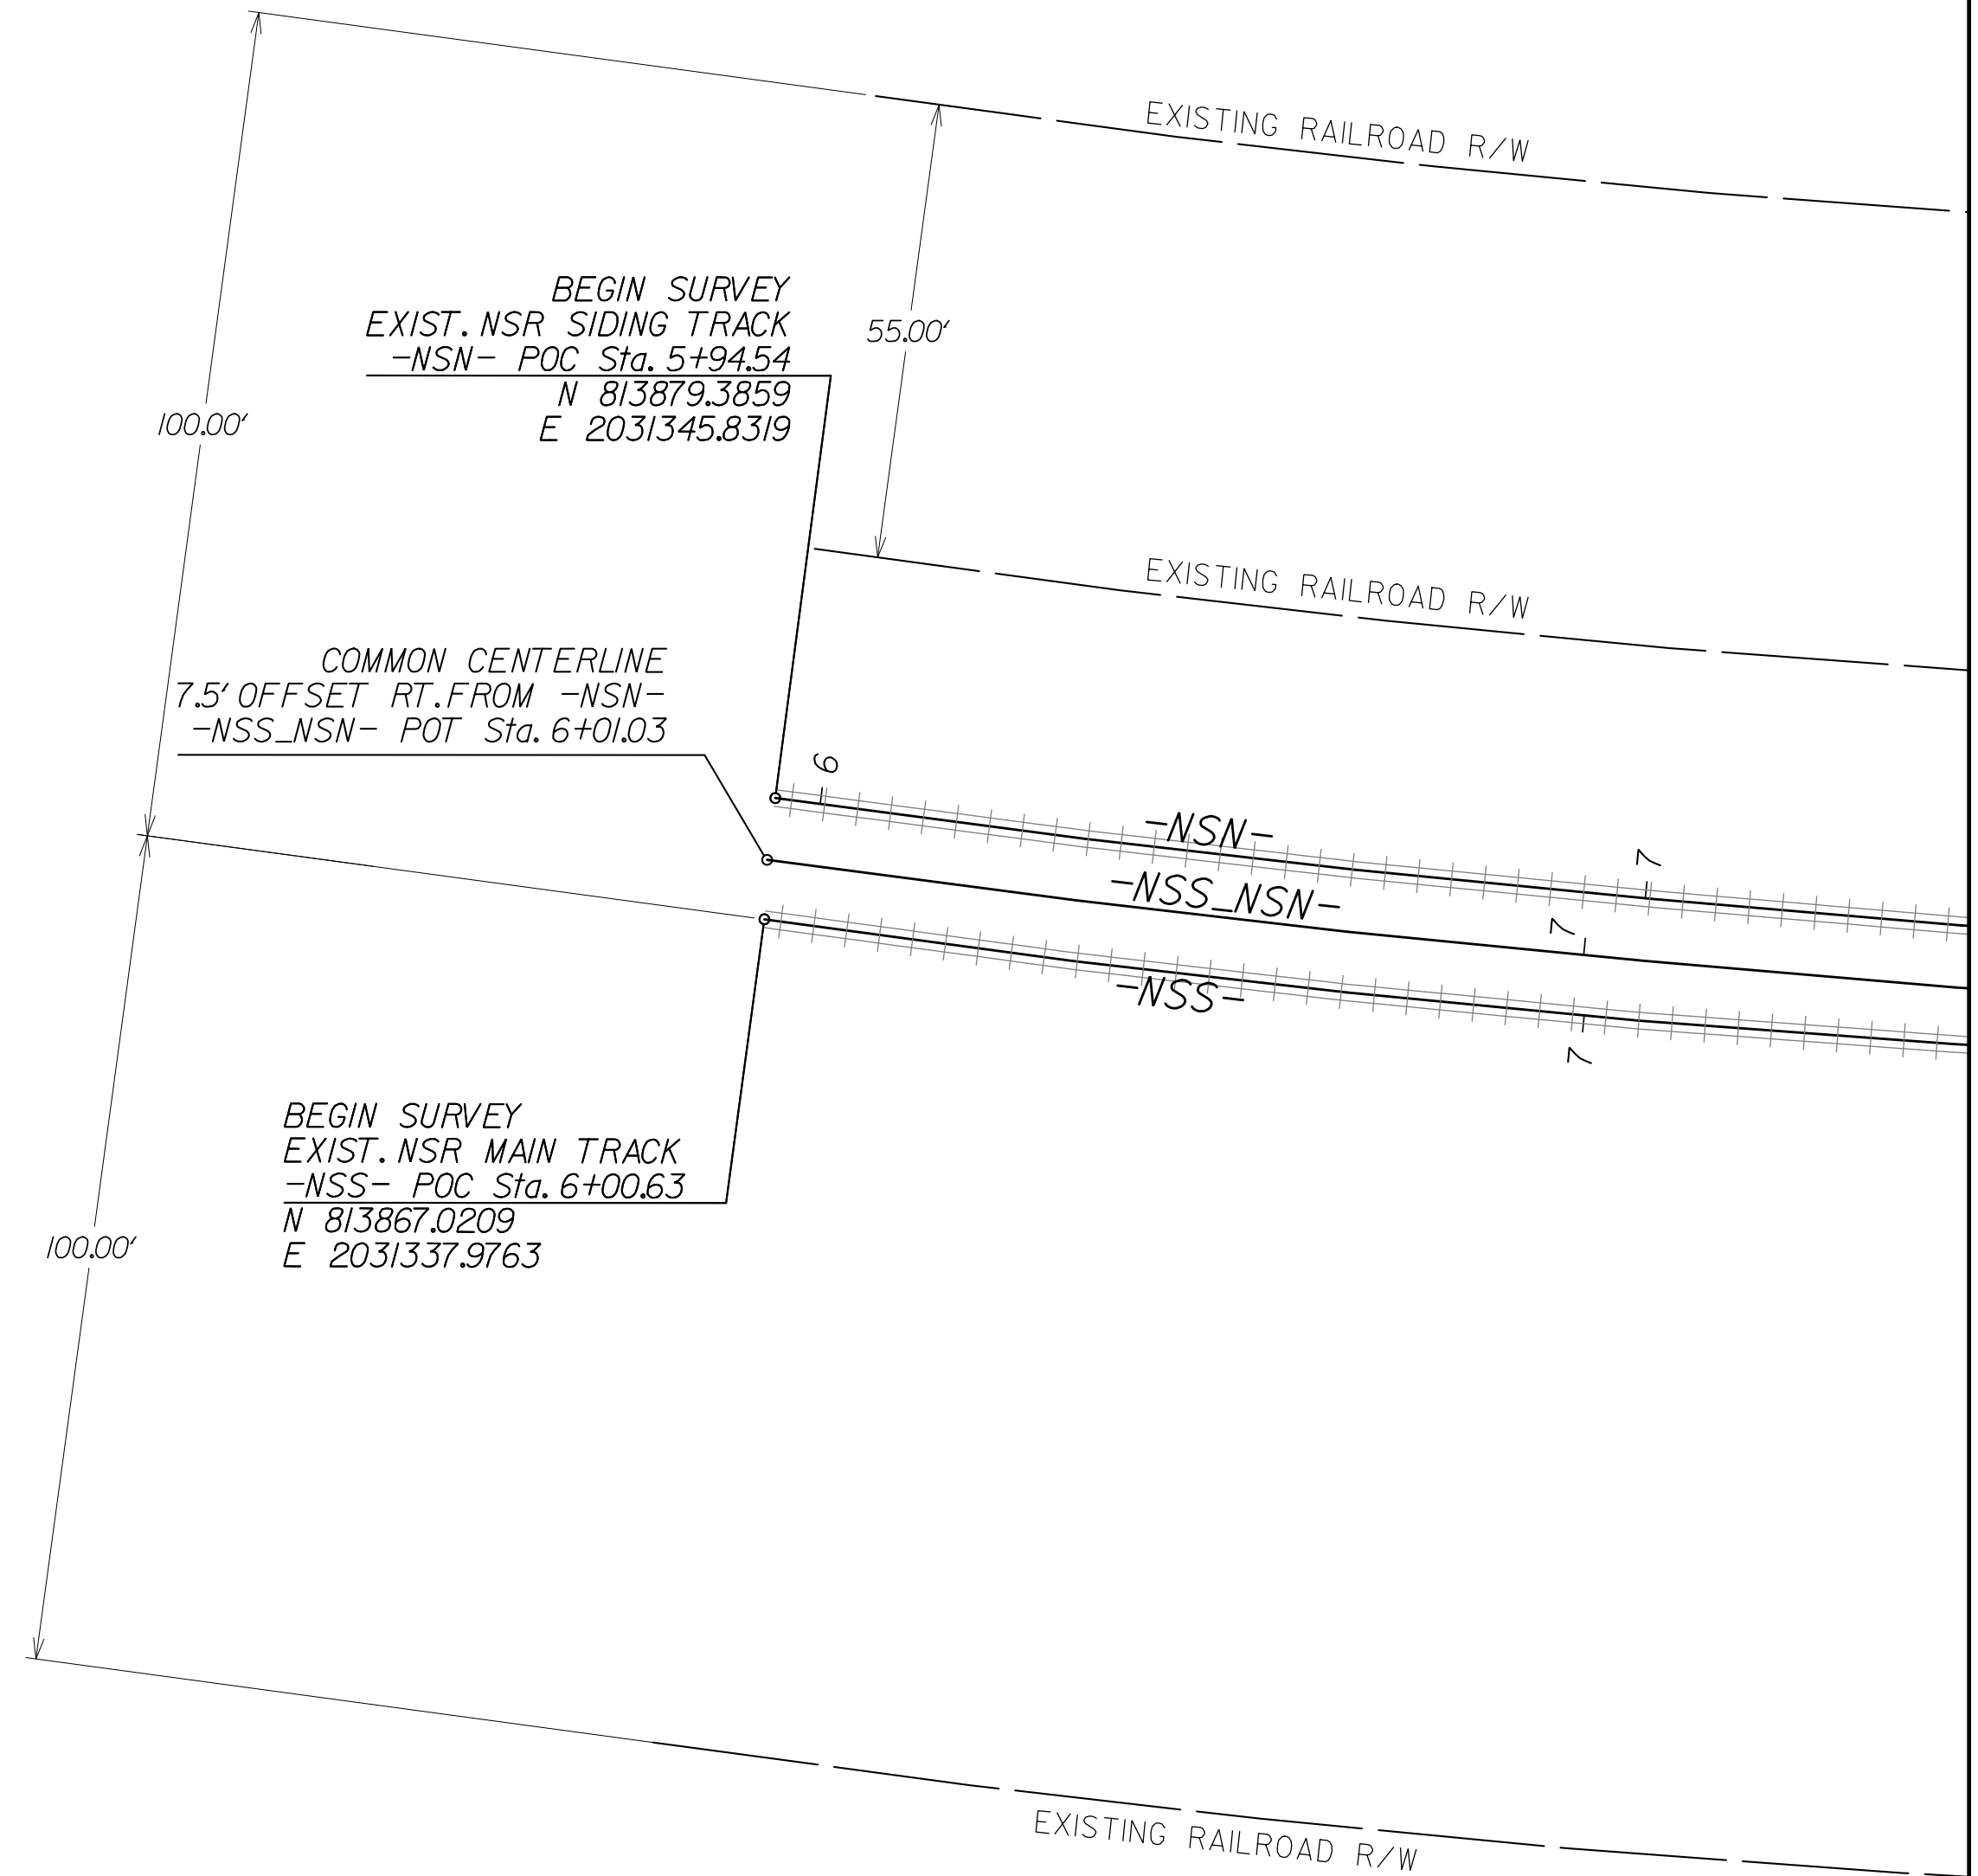 EXISTING RAILROAD R/W
BEGIN SURVEY
EXIST. NSR SIDING TRACK
-NSN- POC Sta. 5+94.54
N 813879.3859
E 2031345.8319
55.00'
100.00'
EXISTING RAILROAD R/W
COMMON CENTERLINE
7.5' OFFSET RT. FROM -NSN-
-NSS_NSN- POT Sta. 6+01.03
6
-NSN-
7
-NSS_NSN-
7
-NSS-
7
BEGIN SURVEY
EXIST. NSR MAIN TRACK
-NSS- POC Sta. 6+00.63
N 813867.0209
E 2031337.9763
100.00'
EXISTING RAILROAD R/W